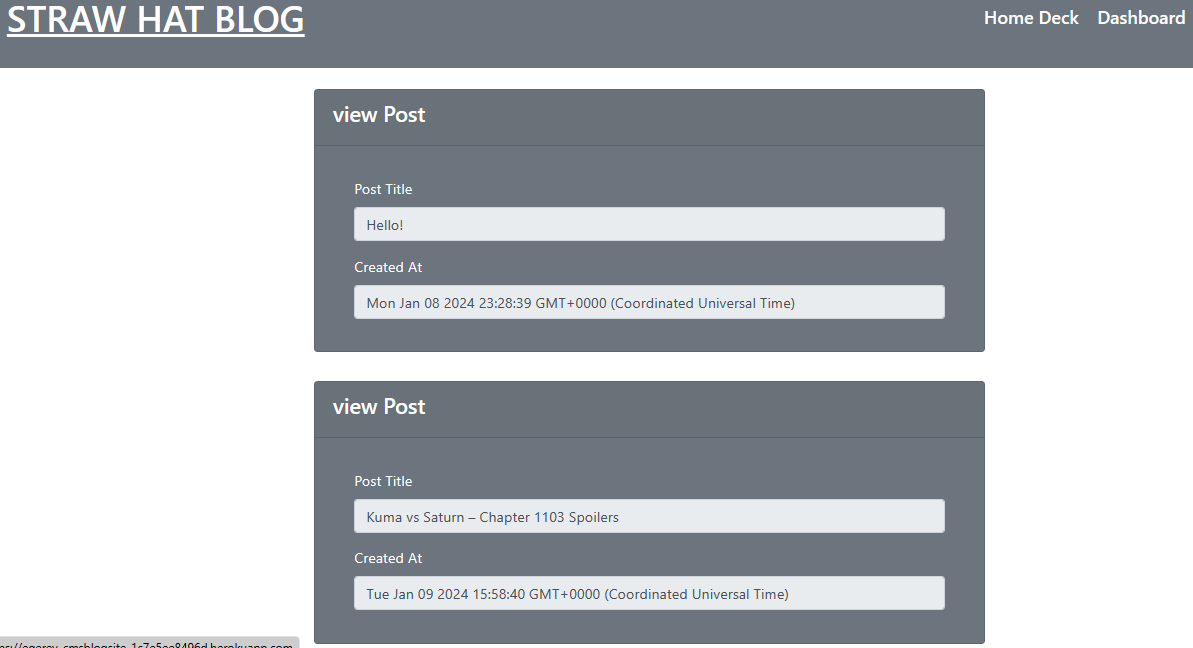 STRAW HAT BLOG
Home Deck Dashboard
view Post
Post Title
Hello!
Created At
Mon Jan 08 2024 23:28:39 GMT+0000 (Coordinated Universal Time)
view Post
Post Title
Kuma vs Saturn – Chapter 1103 Spoilers
Created At
Tue Jan 09 2024 15:58:40 GMT+0000 (Coordinated Universal Time)